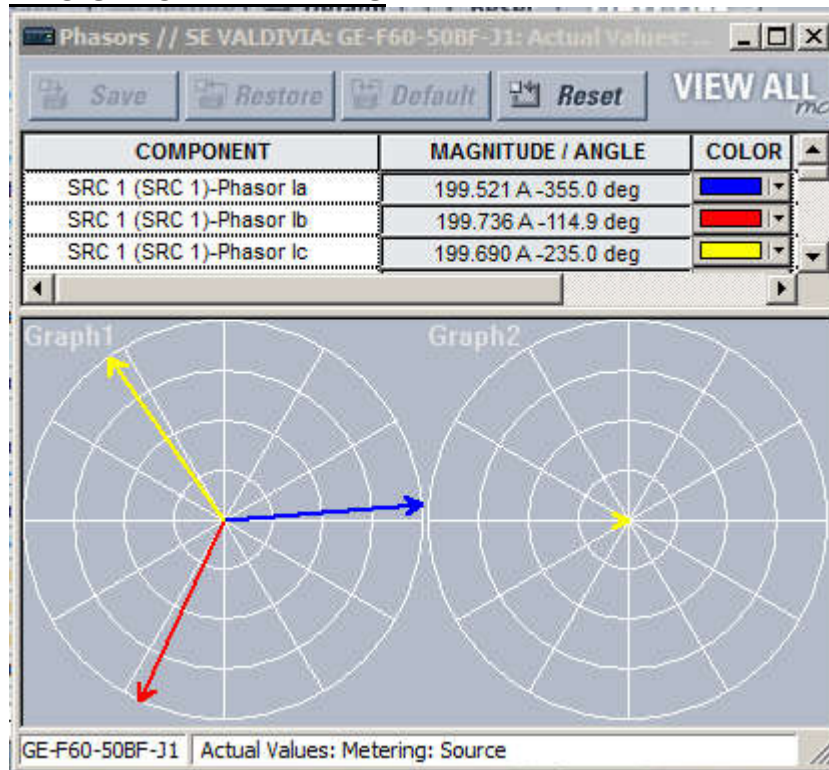 Phasors // SE VALDIVIA: GE-F60-50BF-J1: Actual Values: ...
Save Restore Default Reset VIEW ALL
mo
COMPONENT MAGNITUDE / ANGLE COLOR
SRC 1 (SRC 1)-Phasor Ia 199.521 A -355.0 deg
SRC 1 (SRC 1)-Phasor Ib 199.736 A -114.9 deg
SRC 1 (SRC 1)-Phasor Ic 199.690 A -235.0 deg
Graph1 Graph2
GE-F60-50BF-J1 Actual Values: Metering: Source